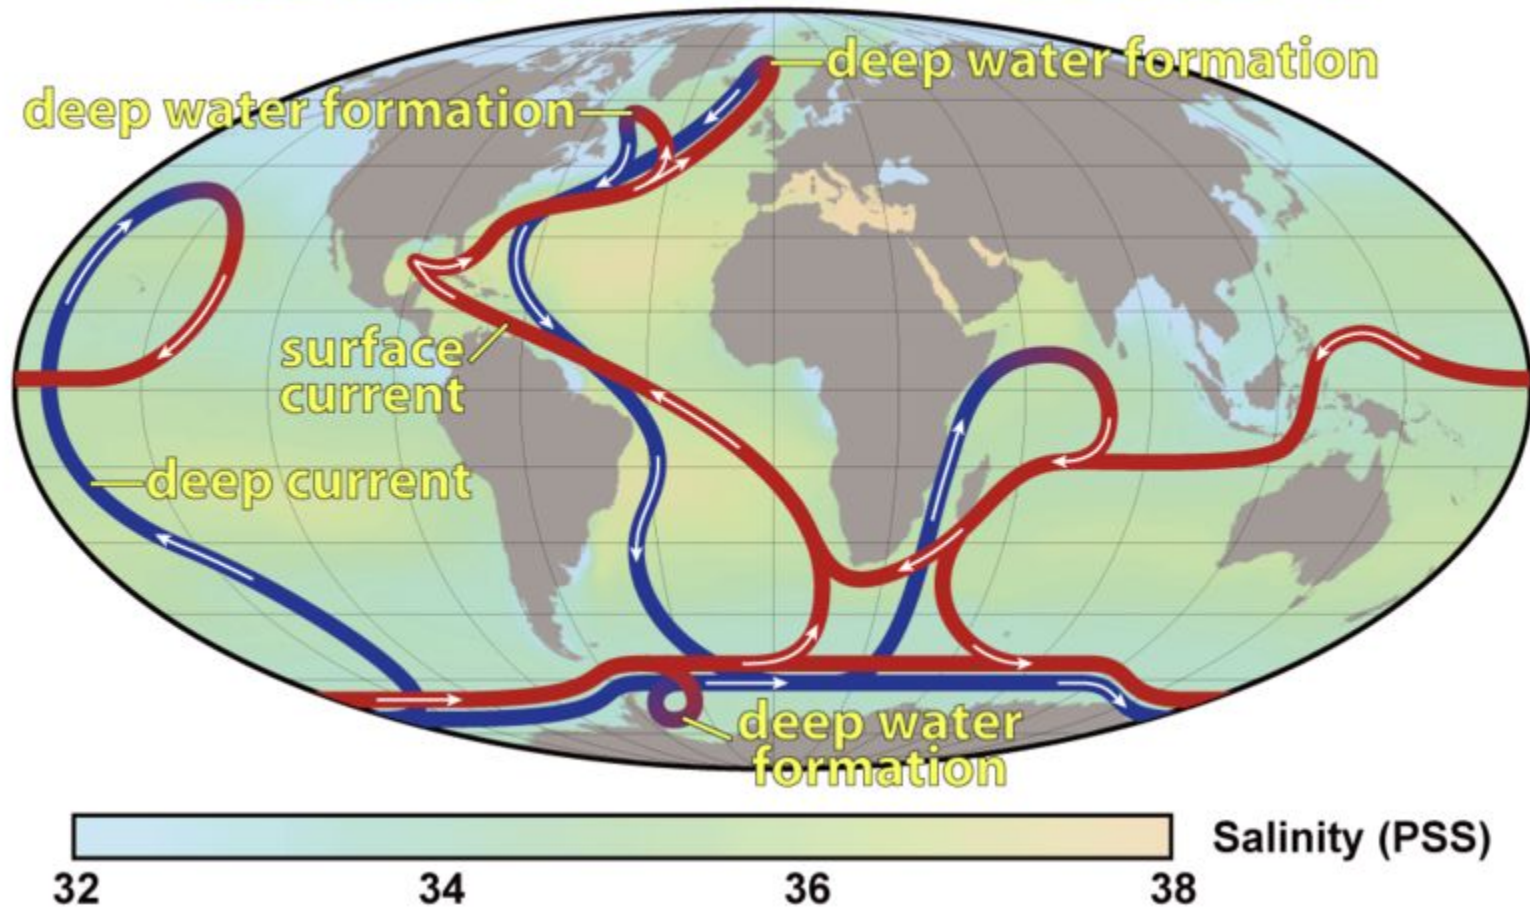 deep water formation
deep water formation
surface
current
deep current
deep water
formation
Salinity (PSS)
32 34 36 38